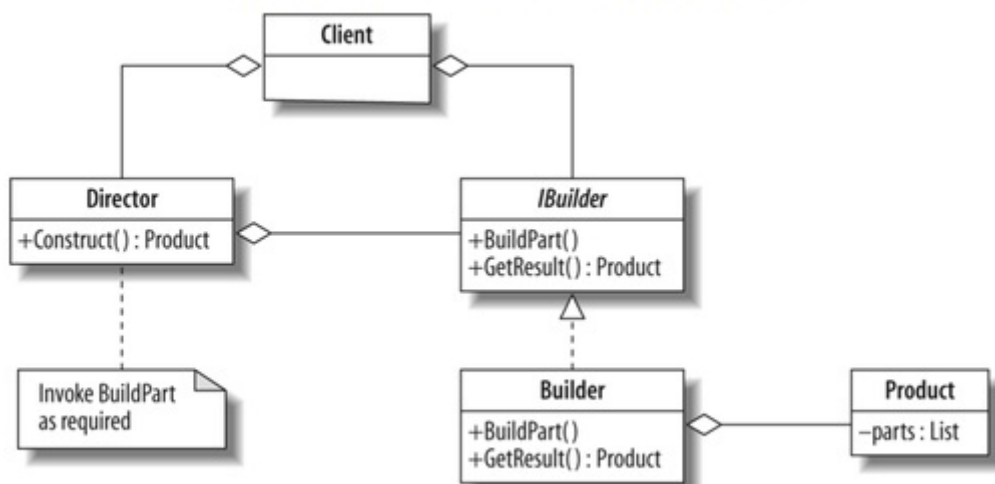 Client
Director
+Construct() : Product
IBuilder
+BuildPart()
+GetResult() : Product
Invoke BuildPart
as required
Builder
+BuildPart()
+GetResult() : Product
Product
–parts : List